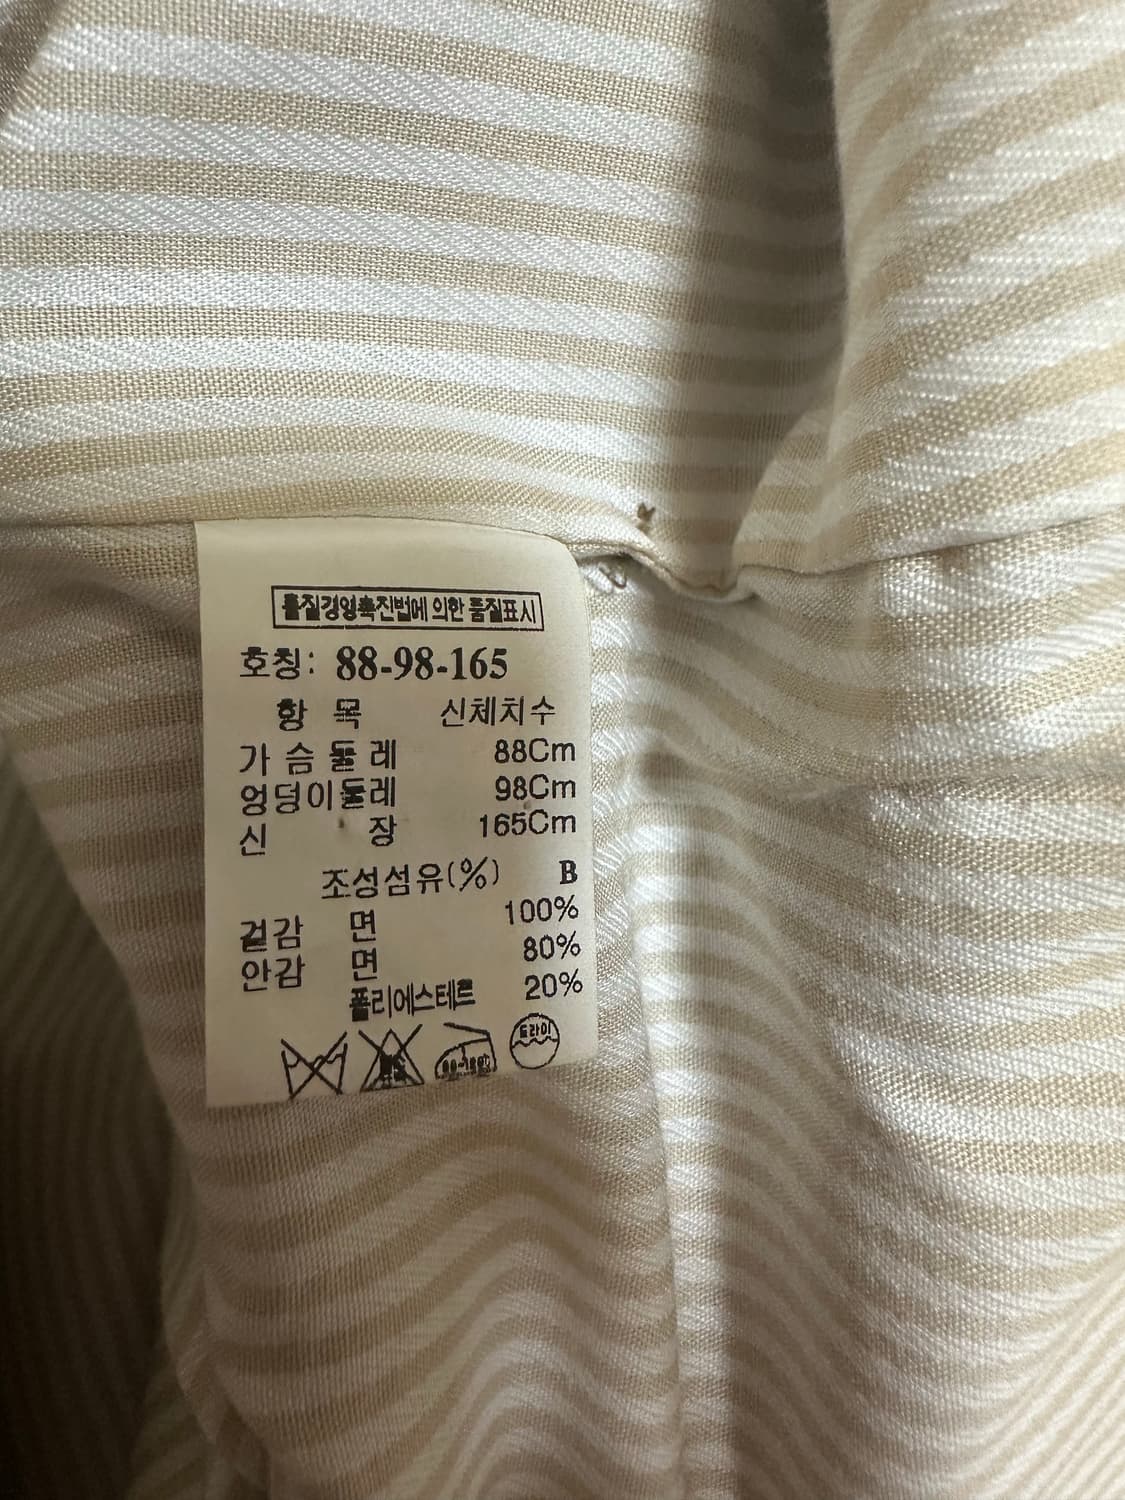 품질경영촉진법에 의한 품질표시
호칭: 88-98-165
항 목 신체치수
가 슴 둘 레 88Cm
엉덩이둘레 98Cm
신 장 165Cm
조성섬유(%) B
겉감 면 100%
안감 면 80%
폴리에스테르 20%
드라이